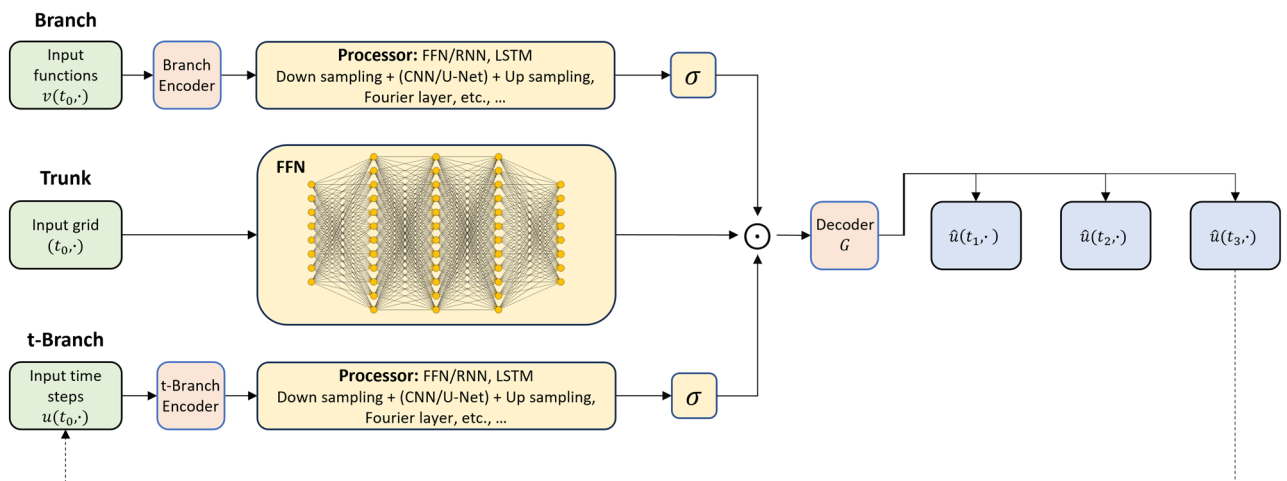 Branch
Input
functions
v(t₀,·)
Branch
Encoder
Processor: FFN/RNN, LSTM
Down sampling + (CNN/U-Net) + Up sampling,
Fourier layer, etc., …
σ
Trunk
Input grid
(t₀,·)
FFN
⊙
Decoder
G
û(t₁,·)
û(t₂,·)
û(t₃,·)
t-Branch
Input time
steps
u(t₀,·)
t-Branch
Encoder
Processor: FFN/RNN, LSTM
Down sampling + (CNN/U-Net) + Up sampling,
Fourier layer, etc., …
σ